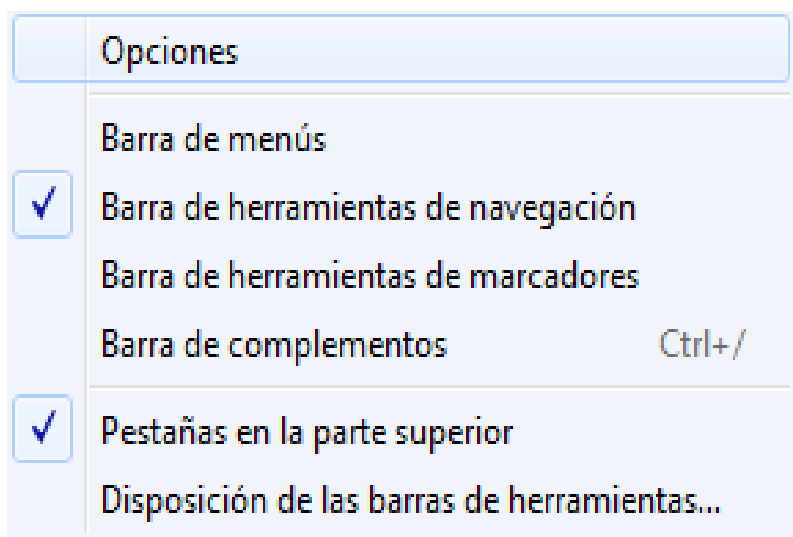 Opciones
Barra de menús
Barra de herramientas de navegación
Barra de herramientas de marcadores
Barra de complementos Ctrl+/
Pestañas en la parte superior
Disposición de las barras de herramientas...